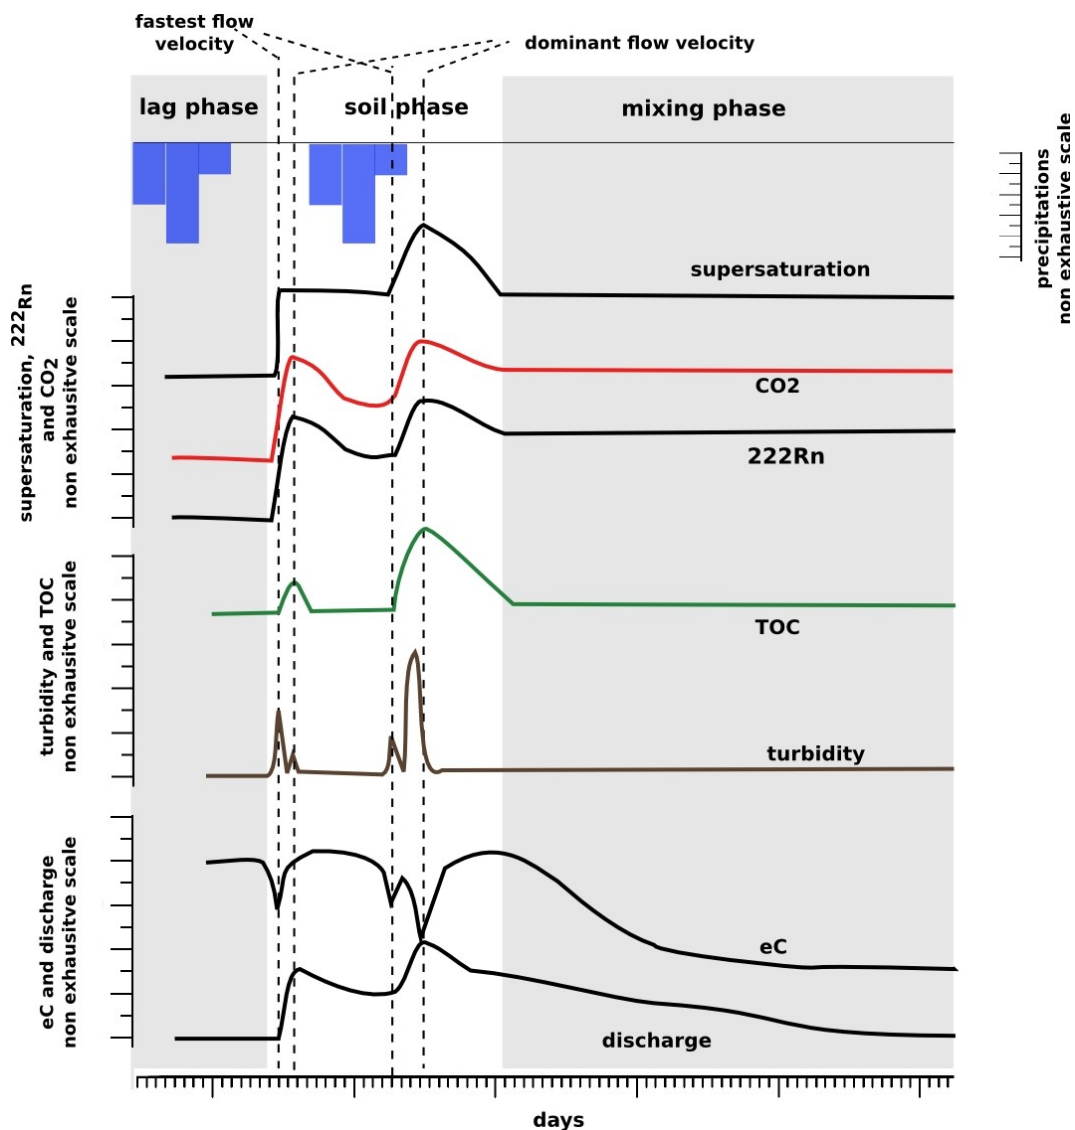 fastest flow
velocity
dominant flow velocity
lag phase
soil phase
mixing phase
precipitations
non exhaustive scale
supersaturation
supersaturation, 222Rn
and CO2
non exhausitve scale
CO2
222Rn
turbidity and TOC
non exhausitve scale
TOC
turbidity
eC and discharge
non exhausitve scale
eC
discharge
days